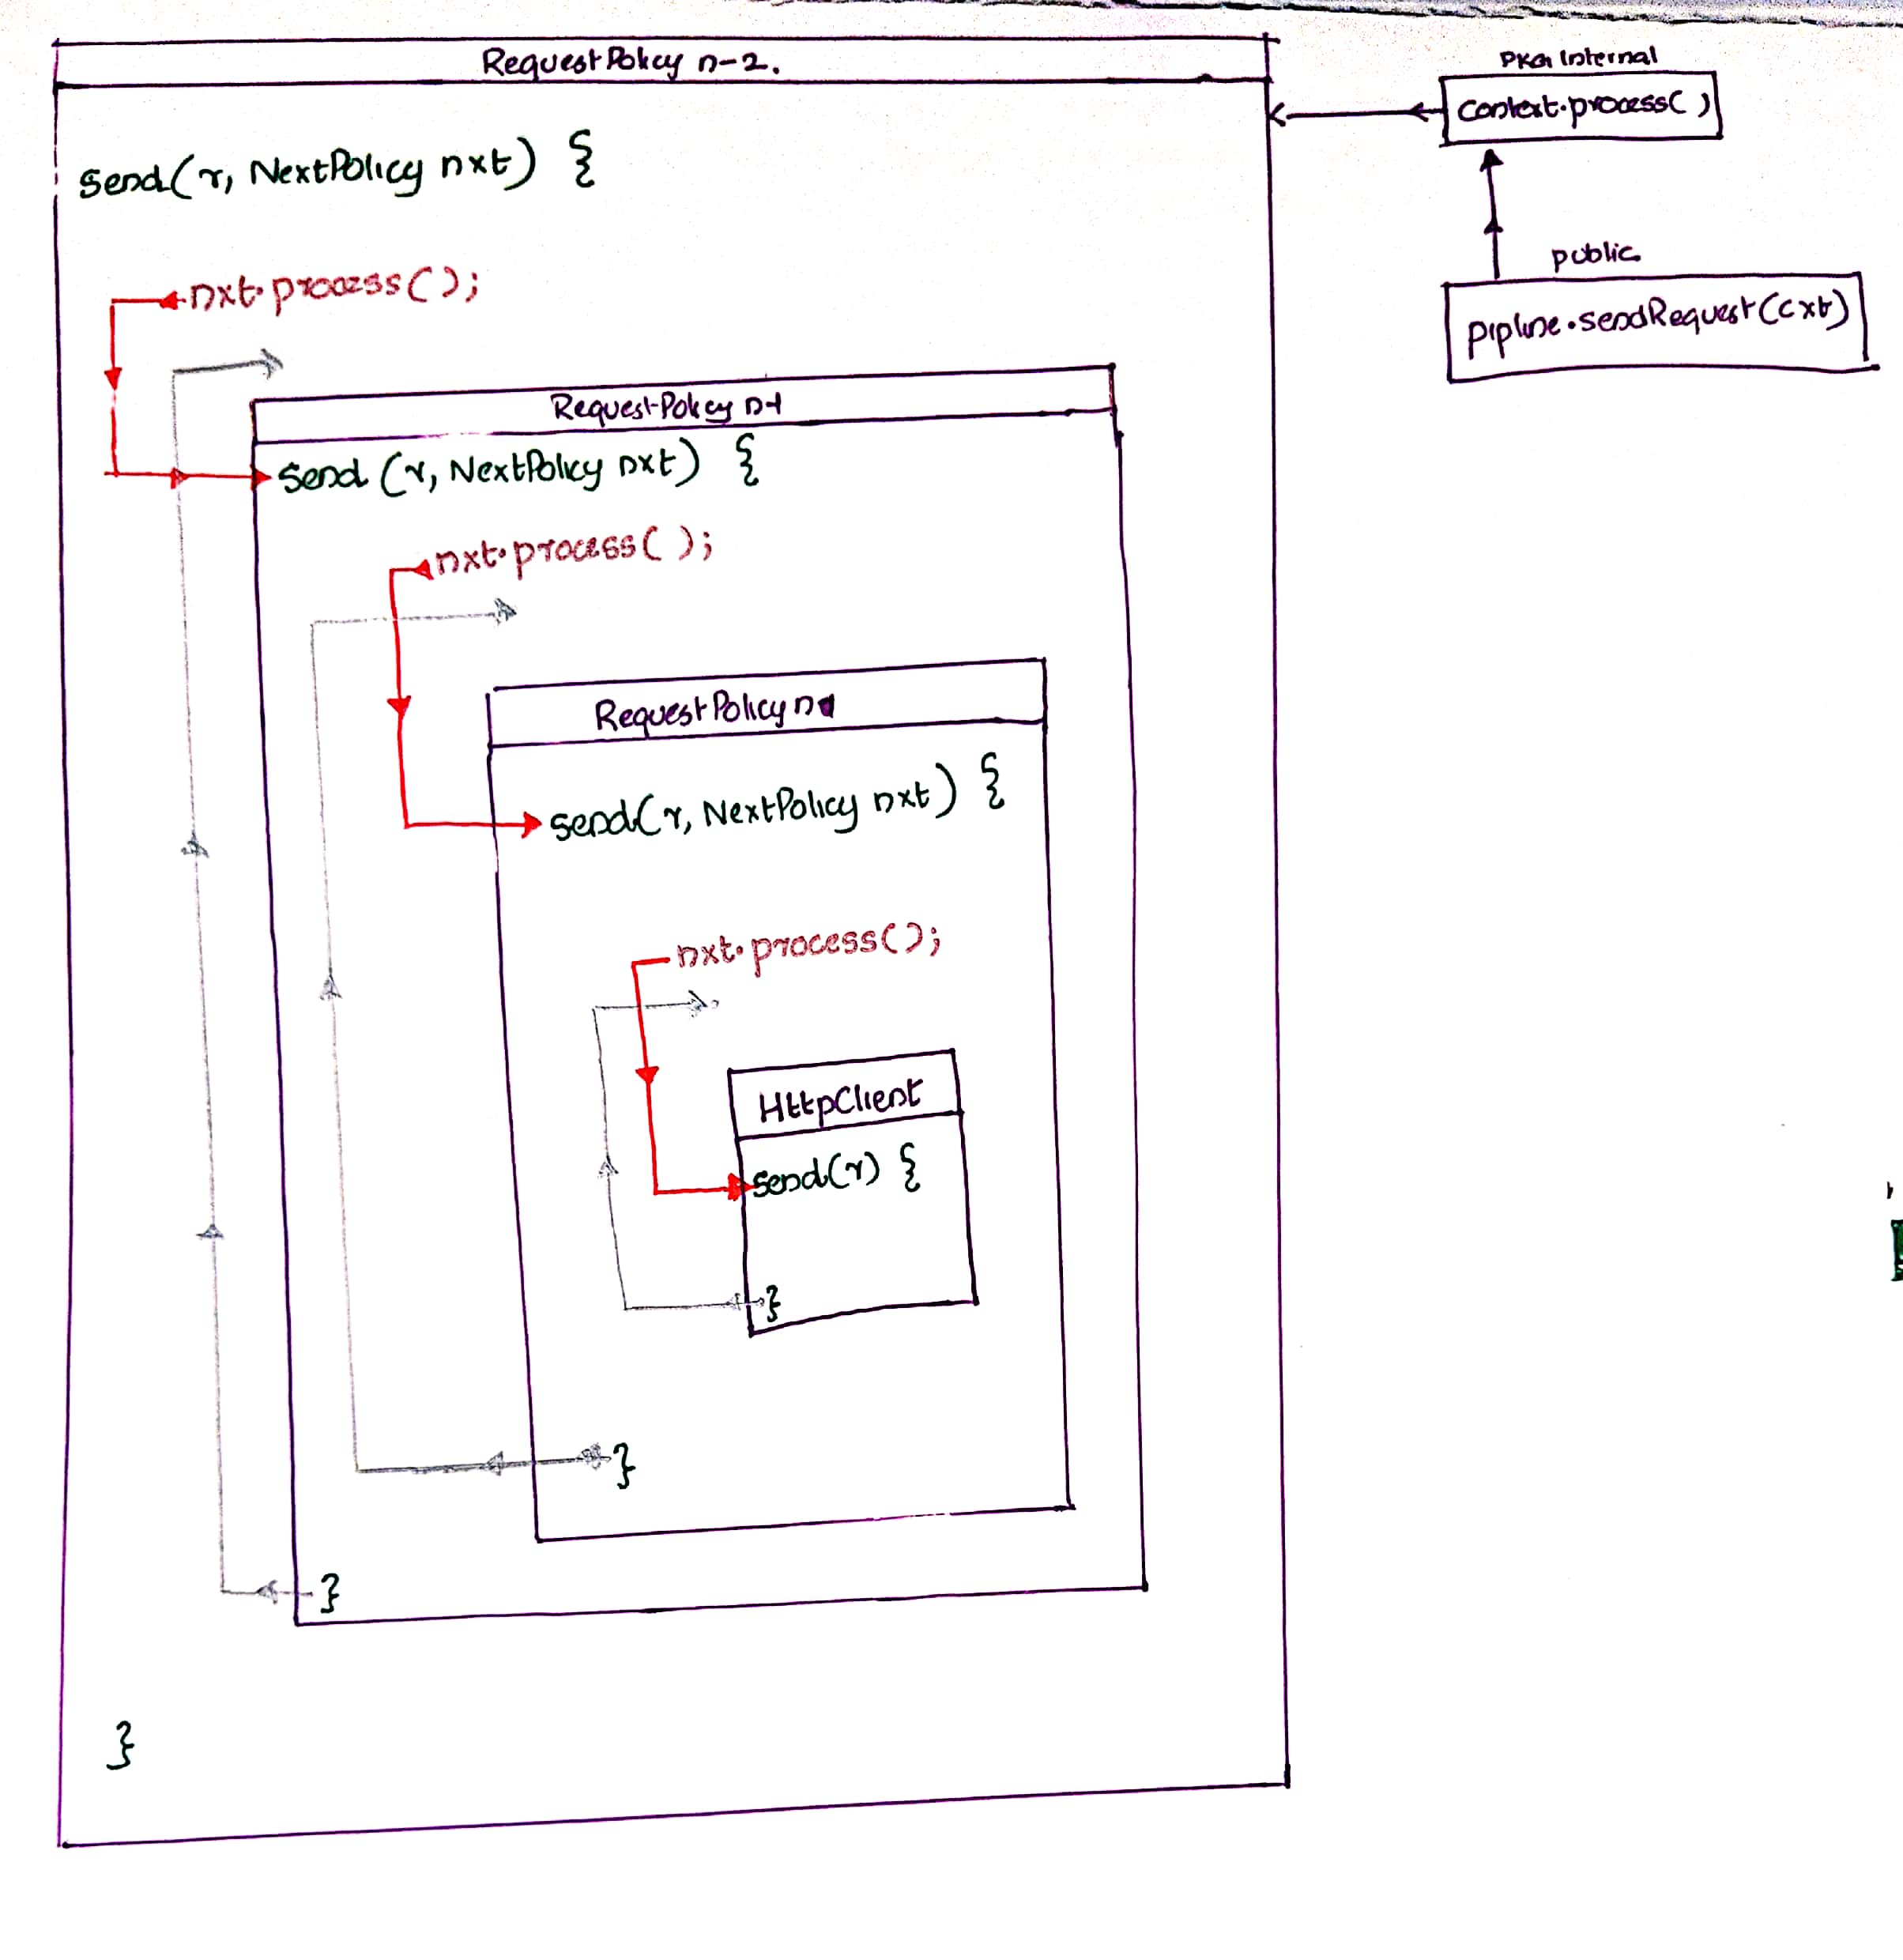 RequestPolicy n-2.
send(r, NextPolicy nxt) {
nxt.process();
RequestPolicy n-1
send (r, NextPolicy nxt) {
nxt.process( );
RequestPolicy n
send(r, NextPolicy nxt) {
nxt.process();
HttpClient
send(r) {
}
}
}
}
PKG Internal
Context.process( )
public
pipline.sendRequest(cxt)